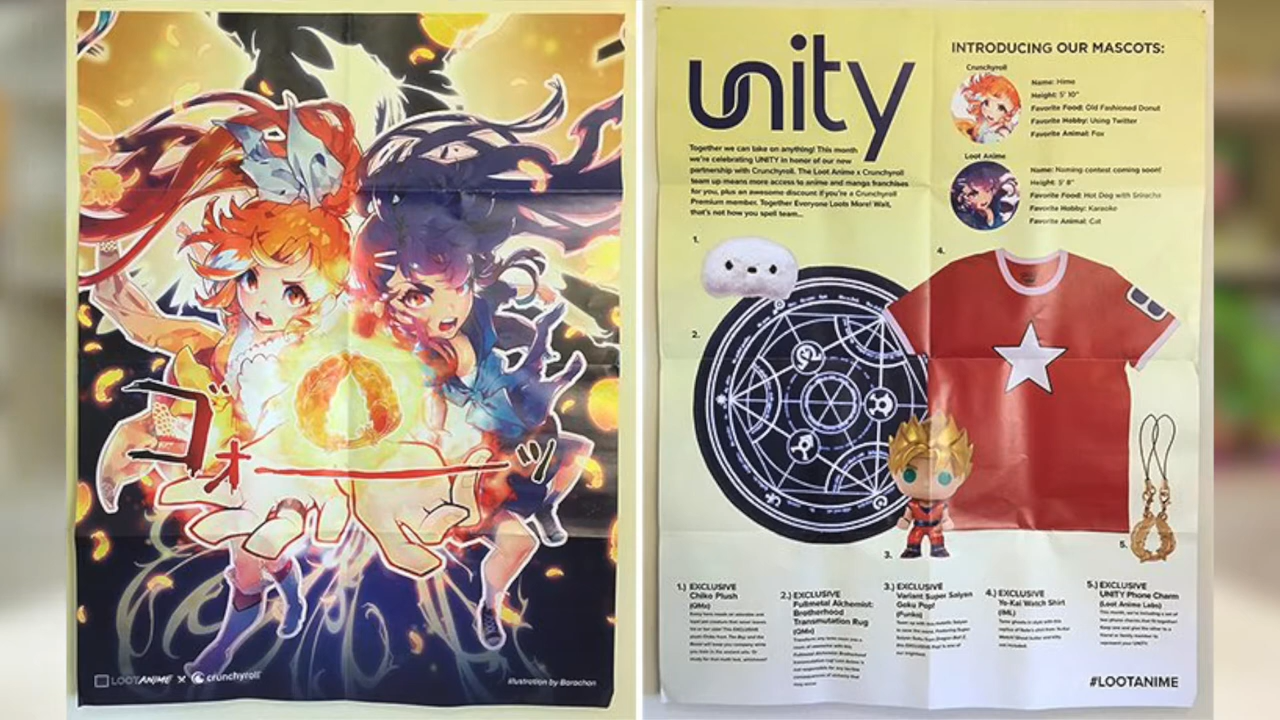 ゴォーーッ
LOOTANIME × crunchyroll
Illustration by Barachan
unity
Together we can take on anything! This month
we're celebrating UNITY in honor of our new
partnership with Crunchyroll. The Loot Anime x Crunchyroll
team up means more access to anime and manga franchises
for you, plus an awesome discount if you're a Crunchyroll
Premium member. Together Everyone Loots More! Wait,
that's not how you spell team...
INTRODUCING OUR MASCOTS:
Crunchyroll
Name: Hime
Height: 5' 10"
Favorite Food: Old Fashioned Donut
Favorite Hobby: Using Twitter
Favorite Animal: Fox
Loot Anime
Name: Naming contest coming soon!
Height: 5' 8"
Favorite Food: Hot Dog with Sriracha
Favorite Hobby: Karaoke
Favorite Animal: Cat
1.
2.
3.
4.
5.
1.) EXCLUSIVE
Chiko Plush
(QMx)
2.) EXCLUSIVE
Fullmetal Alchemist:
Brotherhood
Transmutation Rug
(QMx)
3.) EXCLUSIVE
Variant Super Saiyan
Goku Pop!
(Funko)
4.) EXCLUSIVE
Yo-Kai Watch Shirt
(IML)
5.) EXCLUSIVE
UNITY Phone Charm
(Loot Anime Labs)
#LOOTANIME